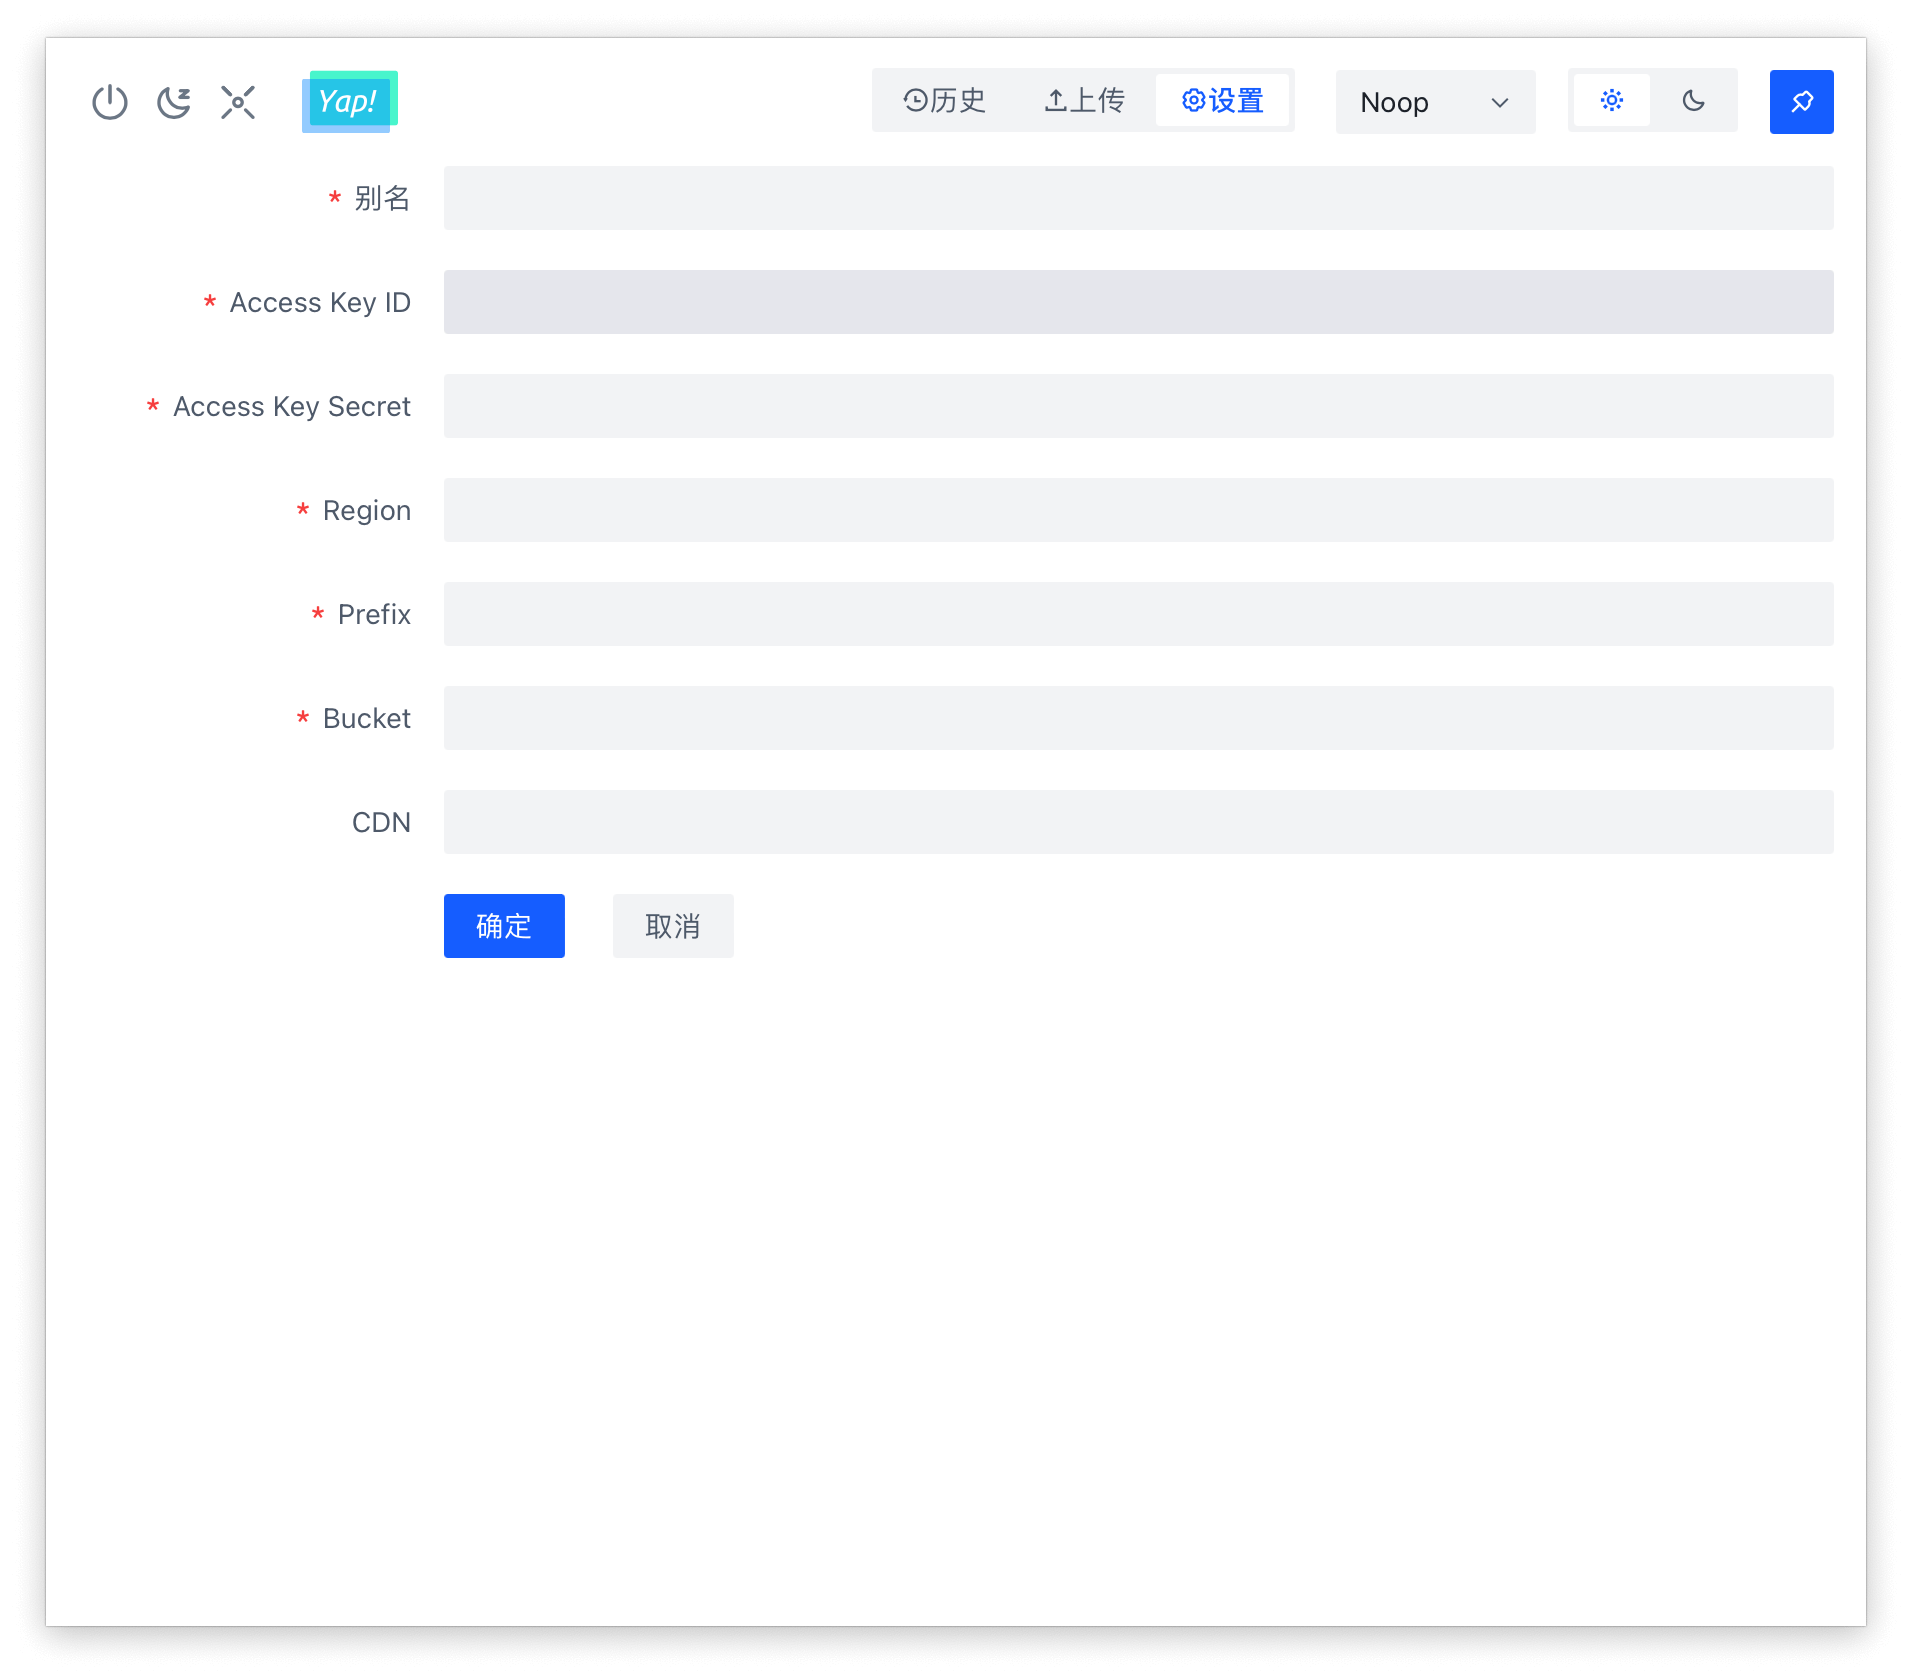 Yap! 历史 上传 设置 Noop
* 别名
* Access Key ID
* Access Key Secret
* Region
* Prefix
* Bucket
CDN
确定 取消